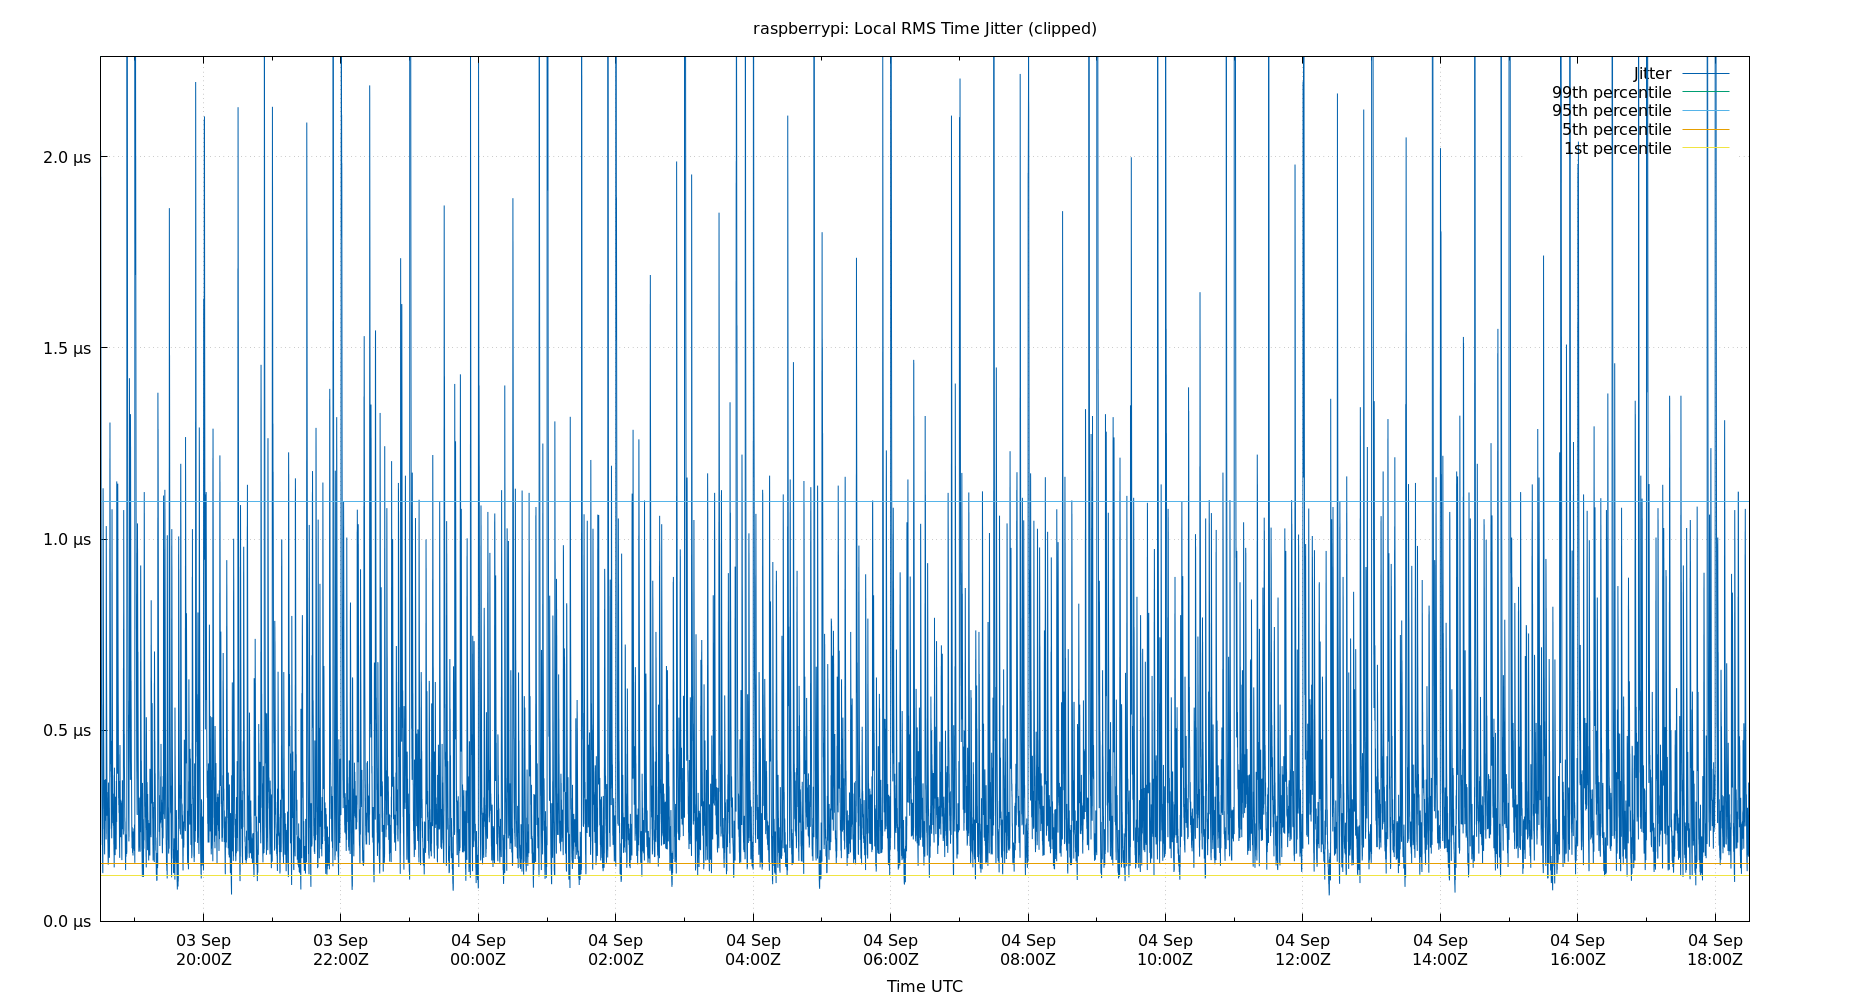 raspberrypi: Local RMS Time Jitter (clipped)
Jitter
99th percentile
95th percentile
5th percentile
1st percentile
2.0 µs
1.5 µs
1.0 µs
0.5 µs
0.0 µs
03 Sep 03 Sep 04 Sep 04 Sep 04 Sep 04 Sep 04 Sep 04 Sep 04 Sep 04 Sep 04 Sep 04 Sep
20:00Z 22:00Z 00:00Z 02:00Z 04:00Z 06:00Z 08:00Z 10:00Z 12:00Z 14:00Z 16:00Z 18:00Z
Time UTC